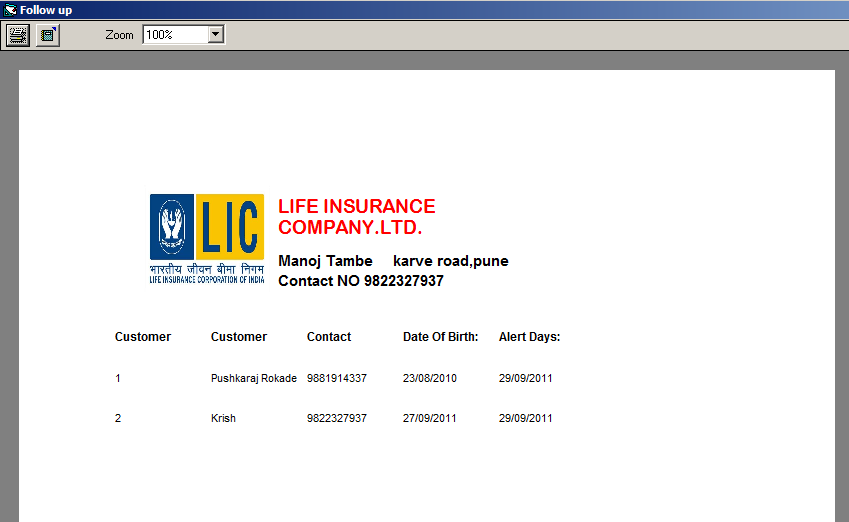 Follow up
Zoom 100%
LIC
भारतीय जीवन बीमा निगम
LIFE INSURANCE CORPORATION OF INDIA
LIFE INSURANCE
COMPANY.LTD.
Manoj Tambe karve road,pune
Contact NO 9822327937
Customer Customer Contact Date Of Birth: Alert Days:
1 Pushkaraj Rokade 9881914337 23/08/2010 29/09/2011
2 Krish 9822327937 27/09/2011 29/09/2011